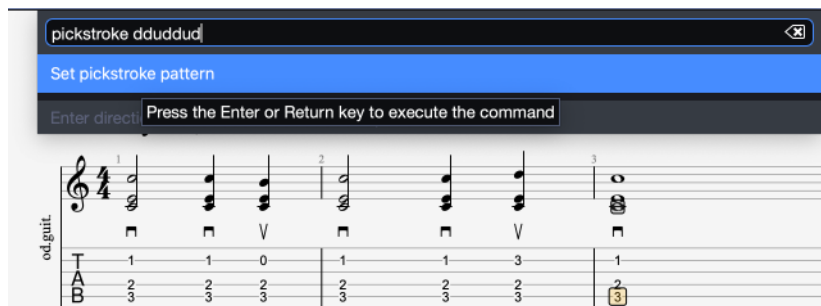 pickstroke dduddud
Set pickstroke pattern
Enter directi
Press the Enter or Return key to execute the command
1 2 3
4
4
od.guit.
T 1 1 0 1 1 3 1
A 2 2 2 2 2 2 2
B 3 3 3 3 3 3 3